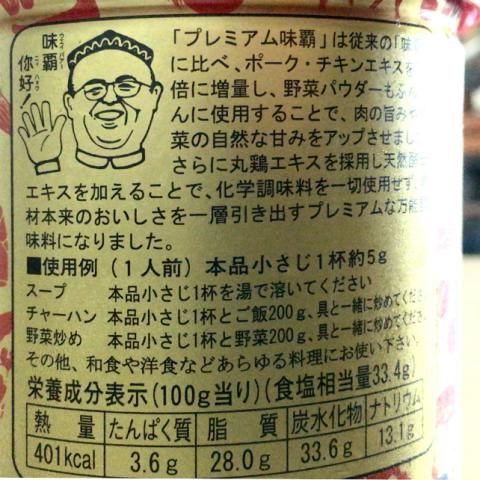 味覇
ウェイパァー
你好!
ニイハオウ
「プレミアム味覇」は従来の「味
に比べ、ポーク・チキンエキスを
倍に増量し、野菜パウダーもふん
んに使用することで、肉の旨みや
菜の自然な甘みをアップさせまし
さらに丸鶏エキスを採用し天然酵
エキスを加えることで、化学調味料を一切使用せず、
材本来のおいしさを一層引き出すプレミアムな万能
味料になりました。
■使用例(1人前)本品小さじ1杯約5g
スープ 本品小さじ1杯を湯で溶いてください
チャーハン 本品小さじ1杯とご飯200g、具と一緒に炒めてくださ
野菜炒め 本品小さじ1杯と野菜200g、具と一緒に炒めてください
その他、和食や洋食などあらゆる料理にお使い下さい。
栄養成分表示(100g当り)(食塩相当量33.4g)
熱量 たんぱく質 脂質 炭水化物 ナトリウム
401kcal 3.6g 28.0g 33.6g 13.1g